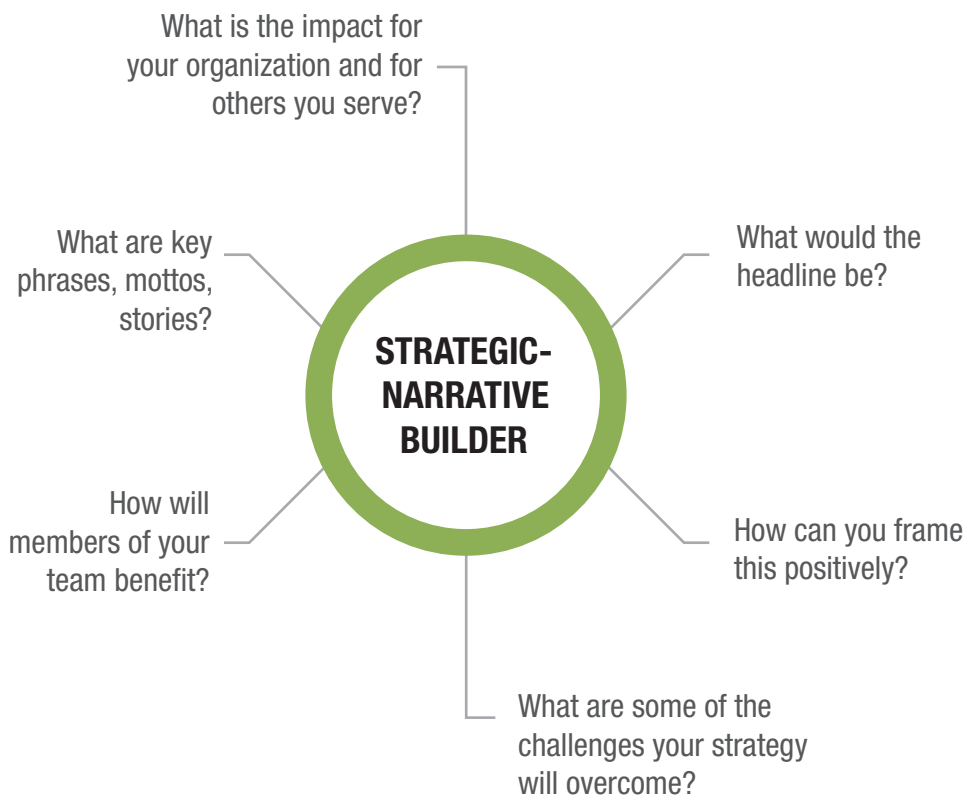 What is the impact for
your organization and for
others you serve?
What would the
headline be?
How can you frame
this positively?
What are some of the
challenges your strategy
will overcome?
How will
members of your
team benefit?
What are key
phrases, mottos,
stories?
STRATEGIC-
NARRATIVE
BUILDER